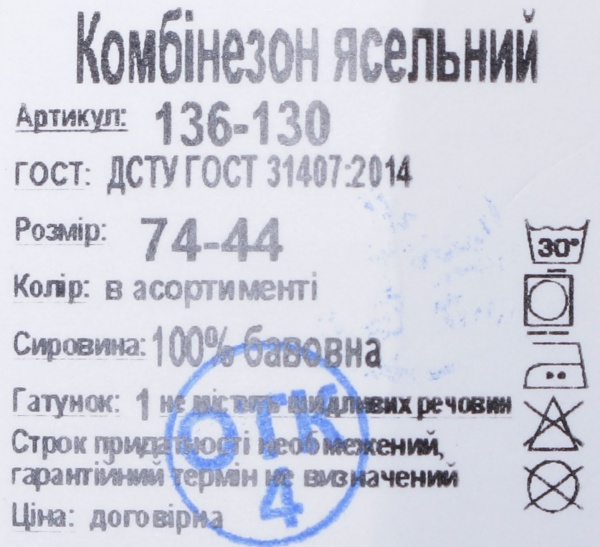 Комбінезон ясельний
Артикул: 136-130
ГОСТ: ДСТУ ГОСТ 31407:2014
Розмір: 74-44
Колір: в асортименті
Сировина: 100% бавовна
Гатунок: 1 не містить шкідливих речовин
Строк придатності необмежений,
гарантійний термін не визначений
Ціна: договірна
30°
ОТК
4